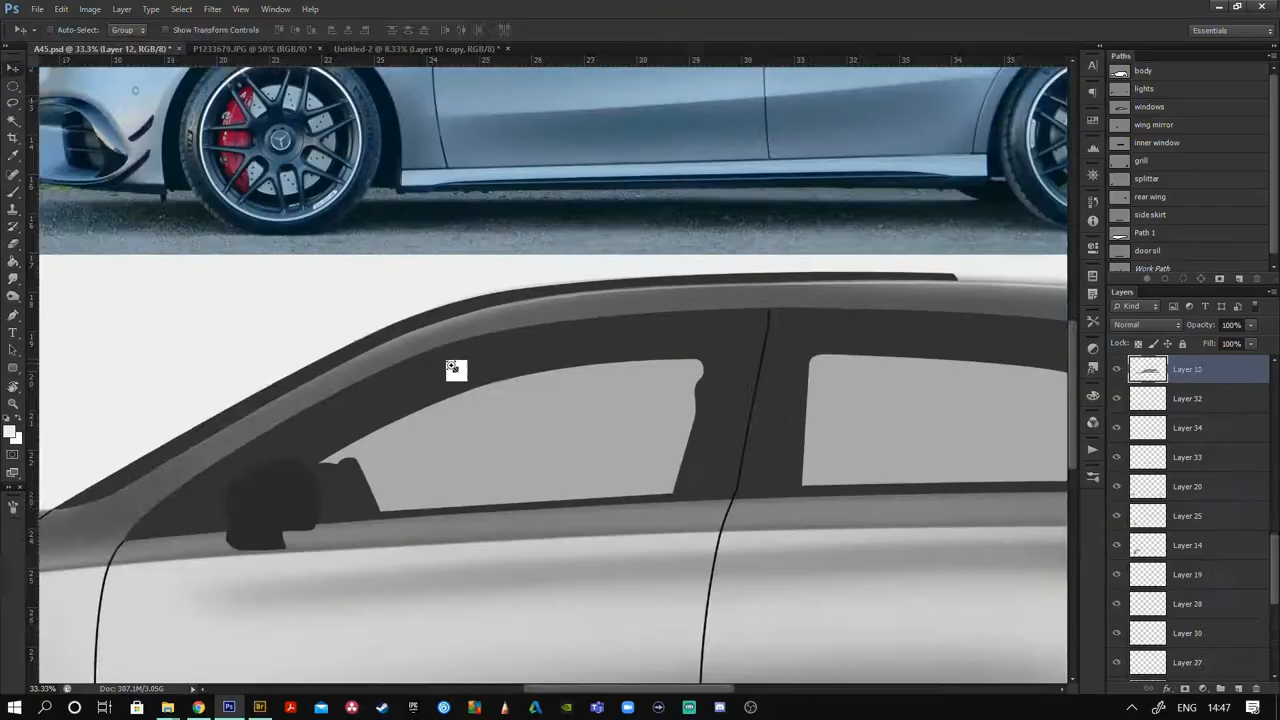 Ps File Edit Image Layer Type Select Filter View Window Help
Auto-Select: Group Show Transform Controls Essentials
A45.psd @ 33.3% (Layer 12, RGB/8) * × P1233679.JPG @ 50% (RGB/8) * × Untitled-2 @ 8.33% (Layer 10 copy, RGB/8) * ×
Paths
body
lights
windows
wing mirror
inner window
grill
splitter
rear wing
side skirt
Path 1
door sil
Work Path
Layers
Kind
Normal Opacity: 100%
Lock: Fill: 100%
Layer 12
Layer 32
Layer 34
Layer 33
Layer 20
Layer 25
Layer 14
Layer 19
Layer 28
Layer 30
Layer 27
33.33% Doc: 307.1M/3.05G
ENG 14:47